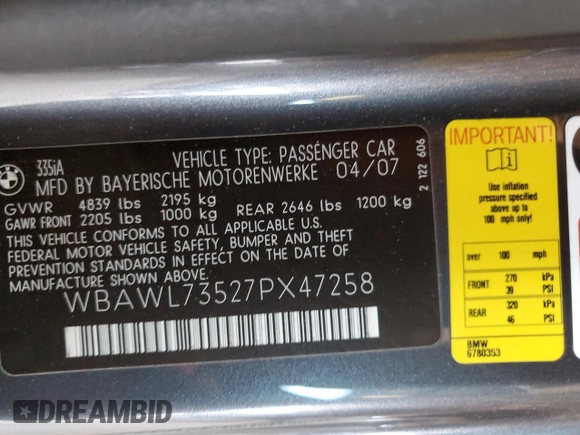 335iA
VEHICLE TYPE: PASSENGER CAR
MFD BY BAYERISCHE MOTORENWERKE 04/07
GVWR 4839 lbs 2195 kg
GAWR FRONT 2205 lbs 1000 kg REAR 2646 lbs 1200 kg
THIS VEHICLE CONFORMS TO ALL APPLICABLE
FEDERAL MOTOR VEHICLE SAFETY, BUMPER AND THEFT
PREVENTION STANDARDS IN EFFECT ON THE DATE OF
MANUFACTURE SHOWN ABOVE.
WBAWL73527PX47258
2 122 606
IMPORTANT!
Use inflation
pressure specified
above up to
100 mph only!
over 100 mph
FRONT 270 kPa
39 PSI
REAR 320 kPa
46 PSI
BMW
6780353
DREAMBID